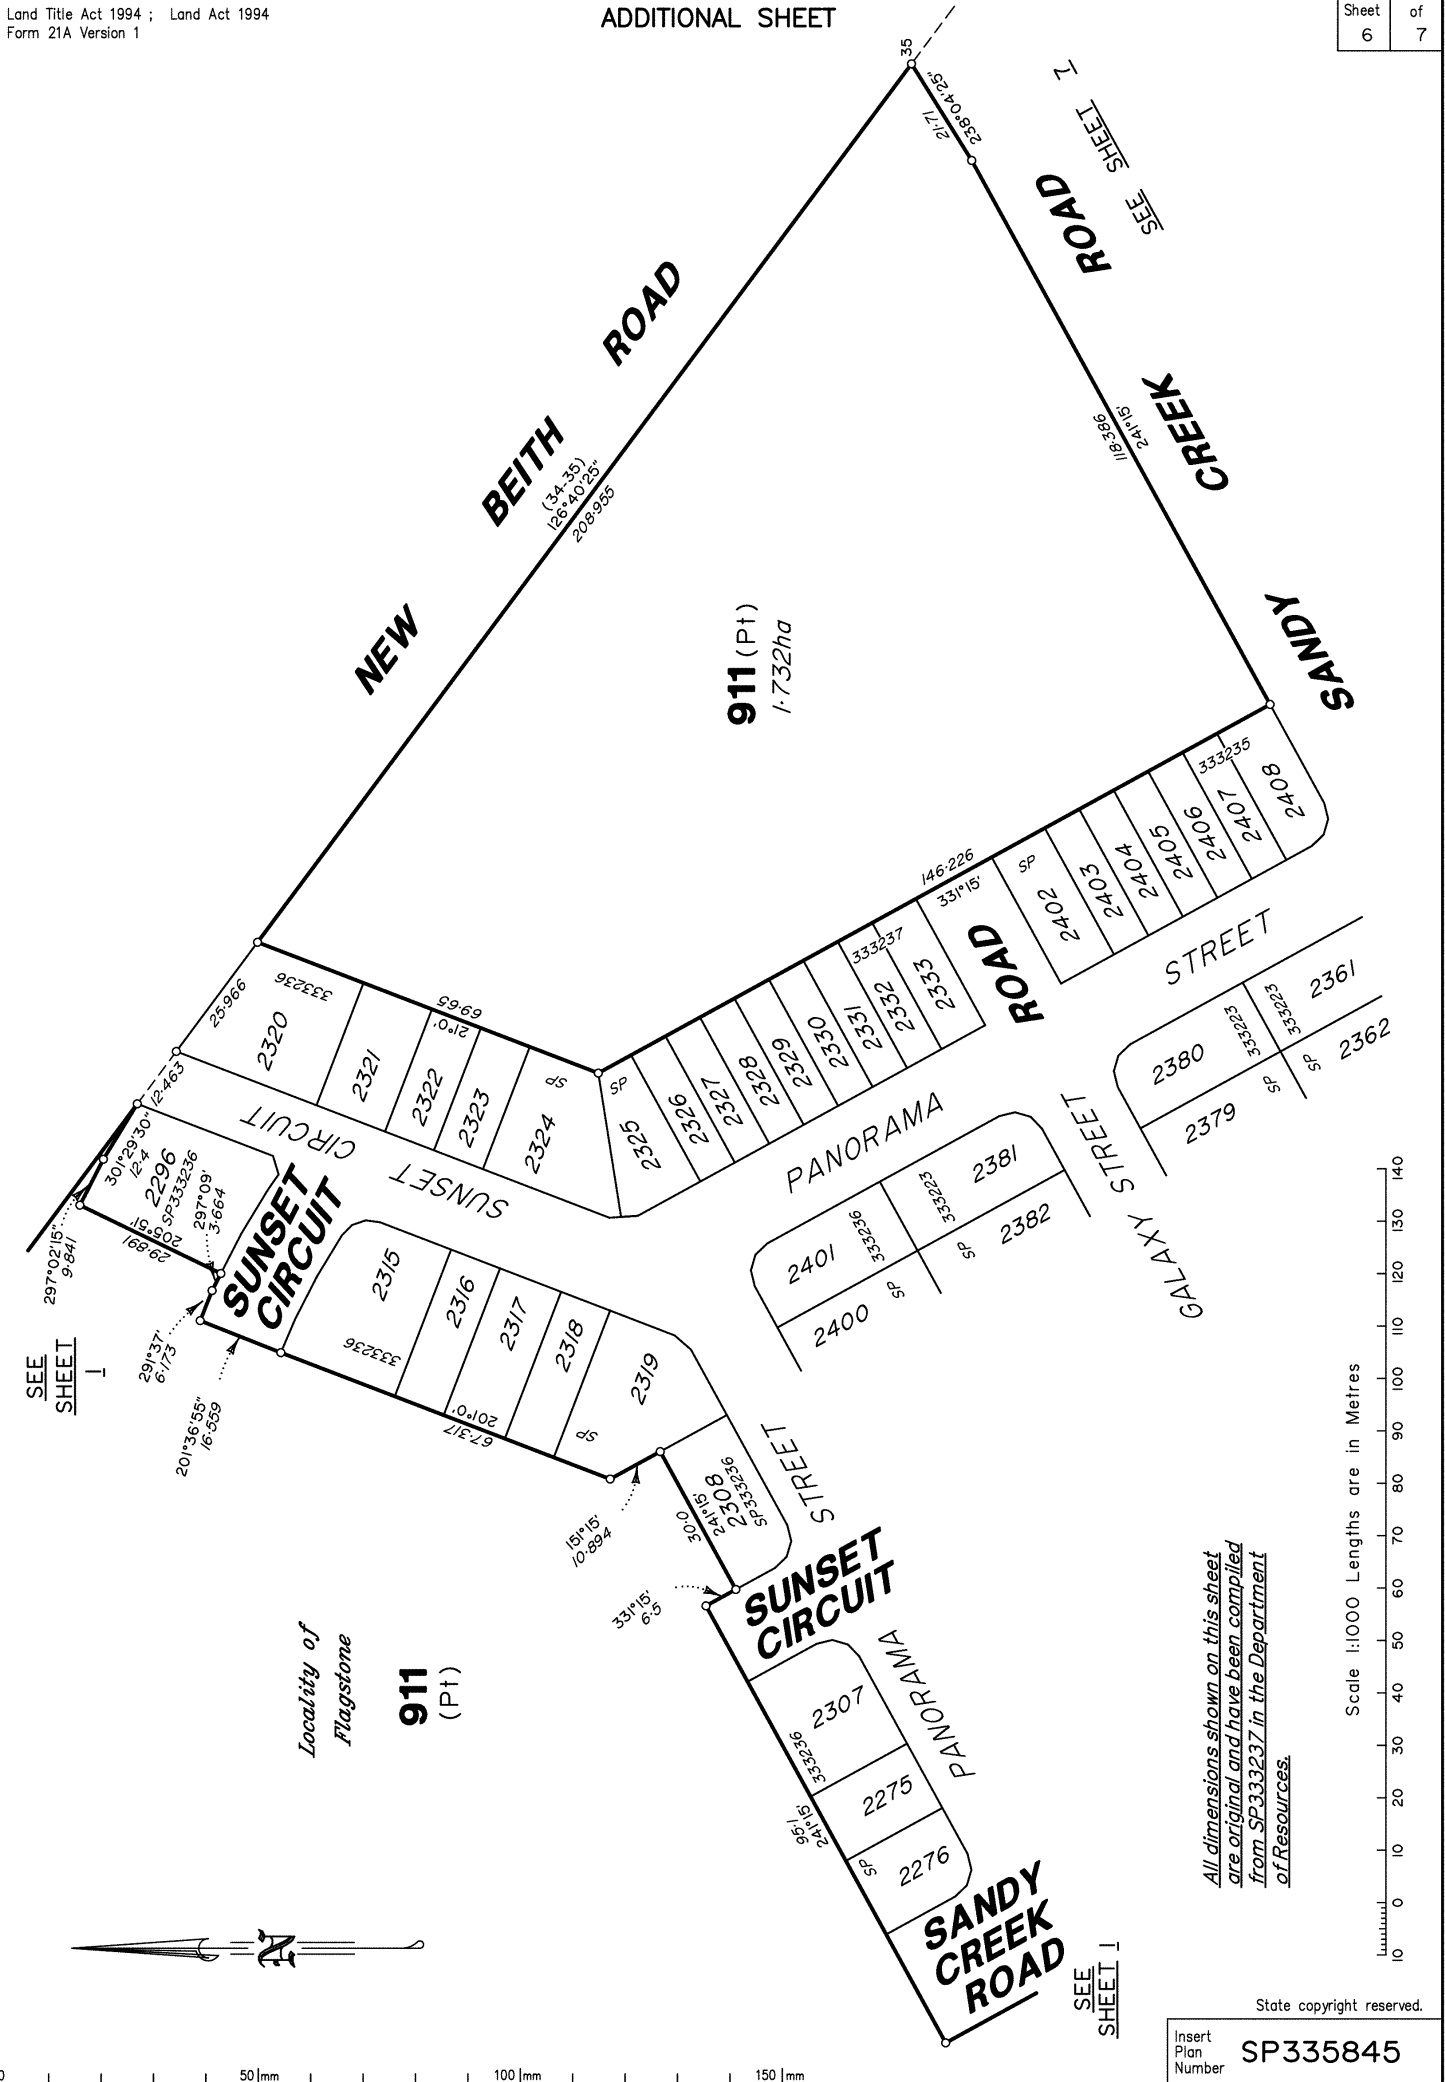 Land Title Act 1994 ; Land Act 1994
Form 21A Version 1
ADDITIONAL SHEET
Sheet of
6 7
35
238°04'25"
21·71
SEE SHEET 7
NEW BEITH ROAD
(34-35)
126°40'25"
208·955
SANDY CREEK ROAD
118·386
241°15'
911 (Pt)
1·732ha
25·966
12·463
301°29'30"
12·4
2296
SP333236
205°51'
29·891
297°09'
3·664
297°02'15"
9·841
SEE
SHEET
1
291°37'
6·173
201°36'55"
16·559
SUNSET
CIRCUIT
SUNSET CIRCUIT
333236
2320
2321
2322
2323
2324
SP
21°0'
69·65
SP
2325
2326
2327
2328
2329
2330
2331
2332
2333
333237
ROAD
146·226
331°15'
SP
2402
2403
2404
2405
2406
2407
2408
333235
PANORAMA STREET
2315
2316
2317
2318
2319
333236
SP
201°0'
67·317
2401
333236
333223
2381
2400
SP
SP
2382
GALAXY STREET
2380
333223
333223
2361
2379
SP
SP
2362
151°15'
10·894
30·0
241°15'
2308
SP333236
331°15'
6·5
SUNSET
CIRCUIT
PANORAMA STREET
333236
2307
2275
2276
SP
95·1
241°15'
SANDY
CREEK
ROAD
SEE
SHEET 1
Locality of
Flagstone
911
(Pt)
All dimensions shown on this sheet
are original and have been compiled
from SP333237 in the Department
of Resources.
Scale 1:1000 Lengths are in Metres
10 0 10 20 30 40 50 60 70 80 90 100 110 120 130 140
State copyright reserved.
Insert
Plan
Number
SP335845
0 50 mm 100 mm 150 mm